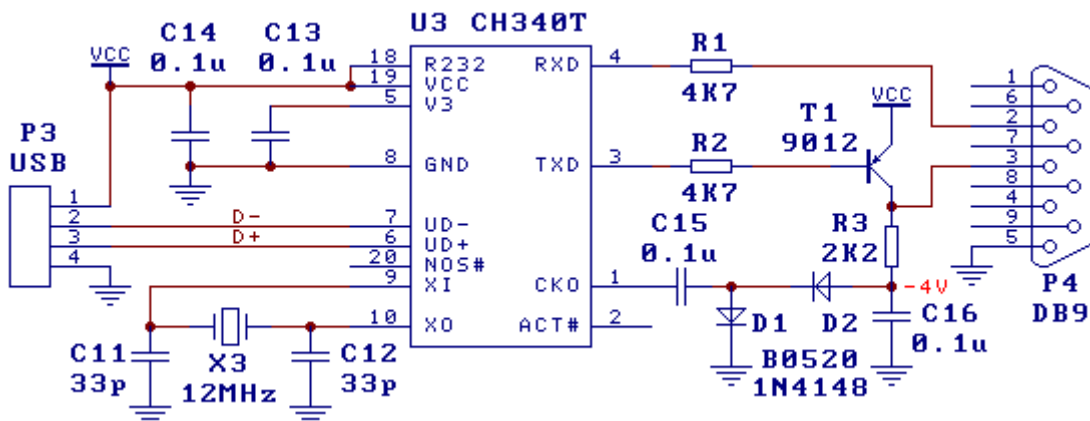 U3 CH340T
C14
0.1u
C13
0.1u
VCC
P3
USB
1
2
3
4
D-
D+
18
19
5
8
7
6
20
9
10
R232
VCC
V3
GND
UD-
UD+
NOS#
XI
XO
RXD
TXD
CKO
ACT#
4
3
1
2
R1
4K7
R2
4K7
T1
9012
VCC
C15
0.1u
R3
2K2
-4V
D1
D2
B0520
1N4148
C16
0.1u
C11
33p
X3
12MHz
C12
33p
1
6
2
7
3
8
4
9
5
P4
DB9